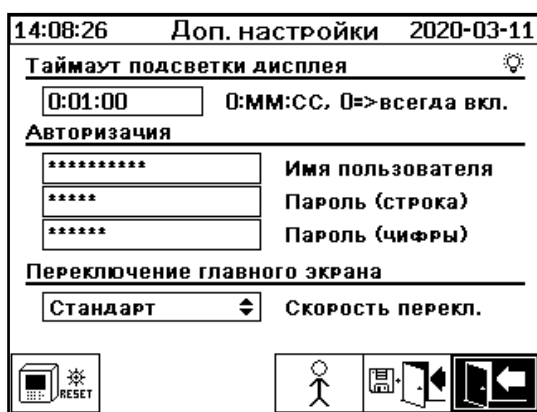 14:08:26 Доп. настройки 2020-03-11
Таймаут подсветки дисплея
0:01:00 0:ММ:СС, 0=>всегда вкл.
Авторизация
********** Имя пользователя
***** Пароль (строка)
****** Пароль (цифры)
Переключение главного экрана
Стандарт Скорость перекл.
RESET